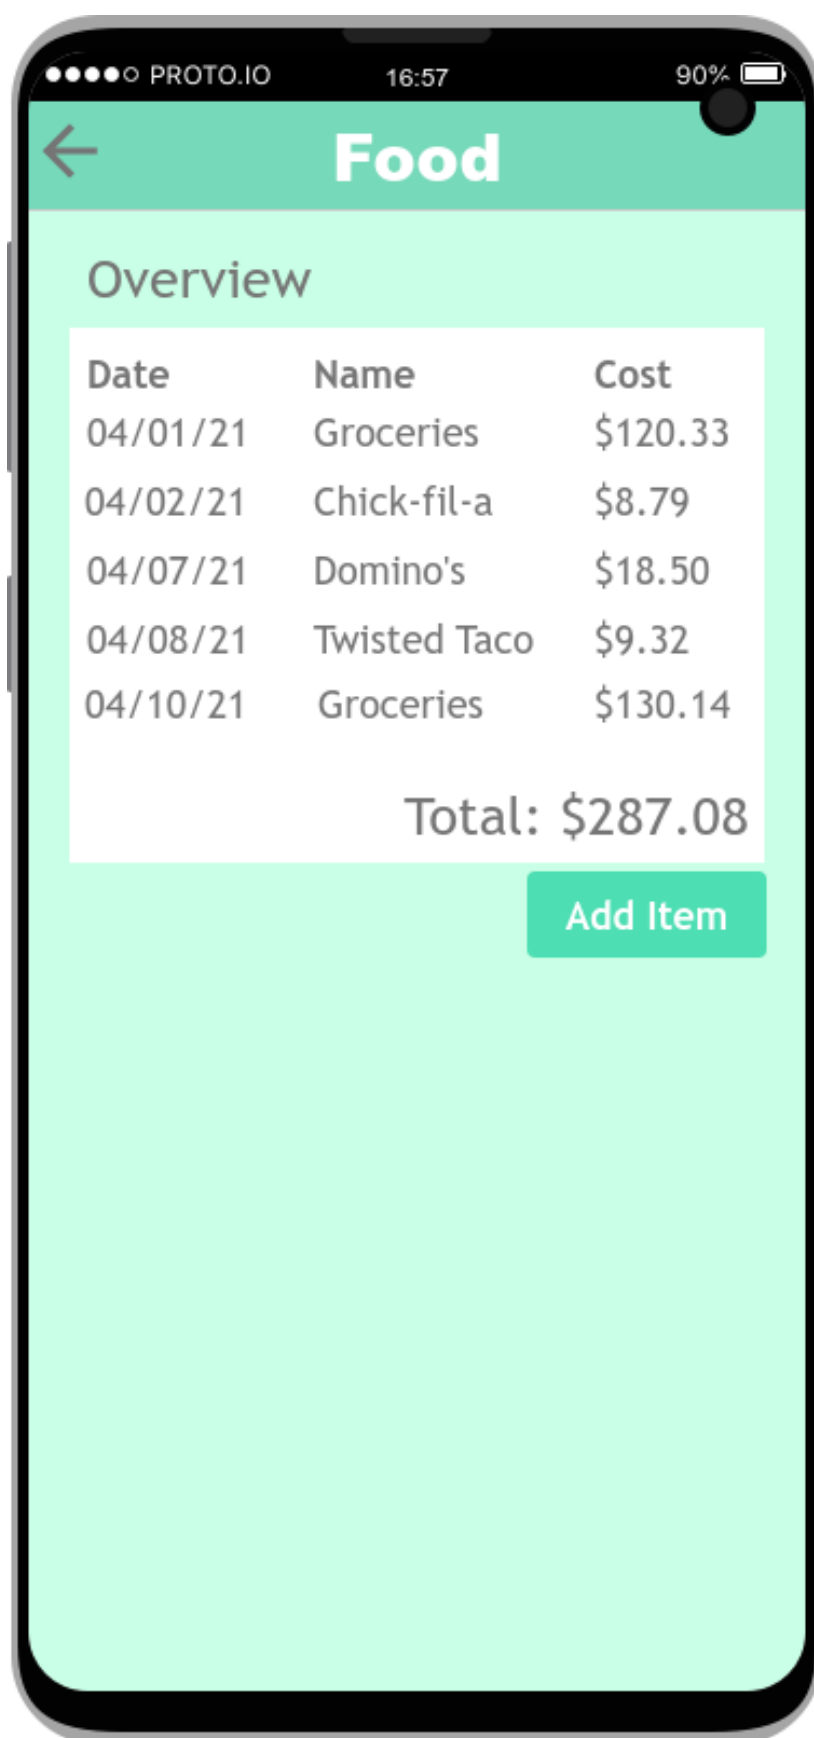 PROTO.IO 16:57 90%
Food
Overview
Date Name Cost
04/01/21 Groceries $120.33
04/02/21 Chick-fil-a $8.79
04/07/21 Domino's $18.50
04/08/21 Twisted Taco $9.32
04/10/21 Groceries $130.14
Total: $287.08
Add Item